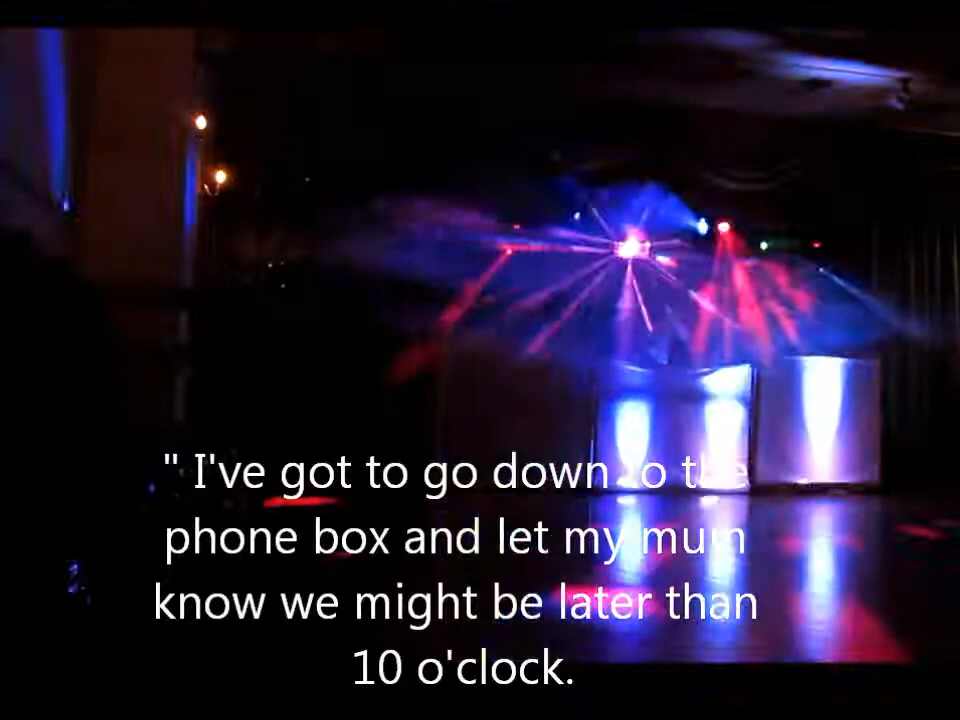 " I've got to go down to the
phone box and let my mum
know we might be later than
10 o'clock.